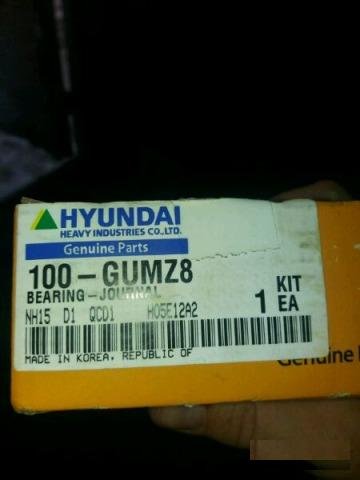 HYUNDAI
HEAVY INDUSTRIES CO.,LTD.
Genuine Parts
100-GUMZ8
BEARING-JOURNAL
1 KIT
EA
NH15 D1 QCD1 H05E12A2
MADE IN KOREA, REPUBLIC OF
Genuine